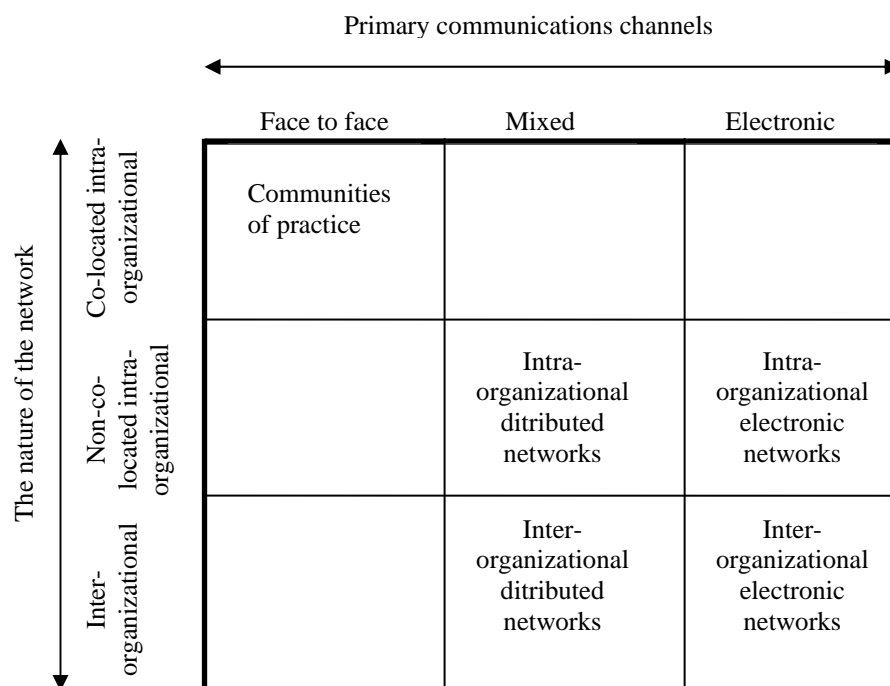 Primary communications channels
Face to face
Mixed
Electronic
The nature of the network
Co-located intra-
organizational
Communities
of practice
Non-co-
located intra-
organizational
Intra-
organizational
ditributed
networks
Intra-
organizational
electronic
networks
Inter-
organizational
Inter-
organizational
ditributed
networks
Inter-
organizational
electronic
networks